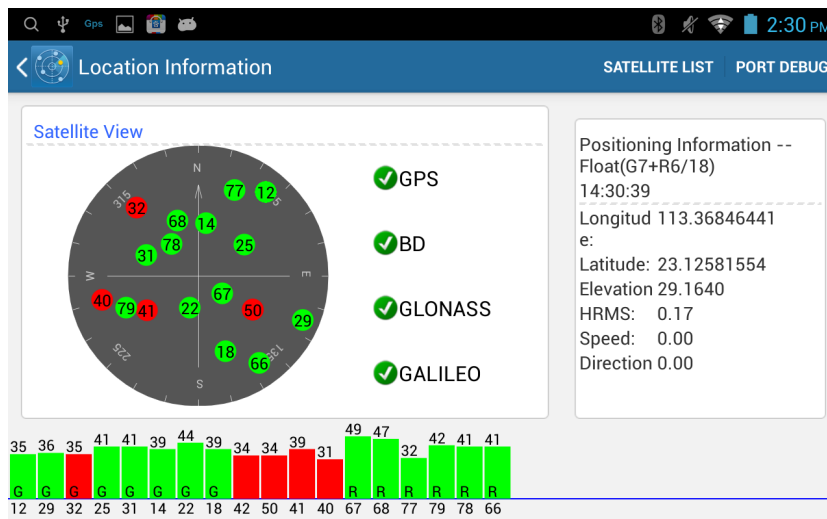 Gps 2:30 PM
Location Information SATELLITE LIST PORT DEBUG
Satellite View
N
E
S
W
315
135
225
77
12
32
68
14
78
25
31
67
40
79
41
22
50
29
18
66
GPS
BD
GLONASS
GALILEO
Positioning Information --
Float(G7+R6/18)
14:30:39
Longitud 113.36846441
e:
Latitude: 23.12581554
Elevation 29.1640
HRMS: 0.17
Speed: 0.00
Direction 0.00
35 36 35 41 41 39 44 39 34 34 39 31 49 47 32 42 41 41
G G G G G G G G R R R R R R
12 29 32 25 31 14 22 18 42 50 41 40 67 68 77 79 78 66